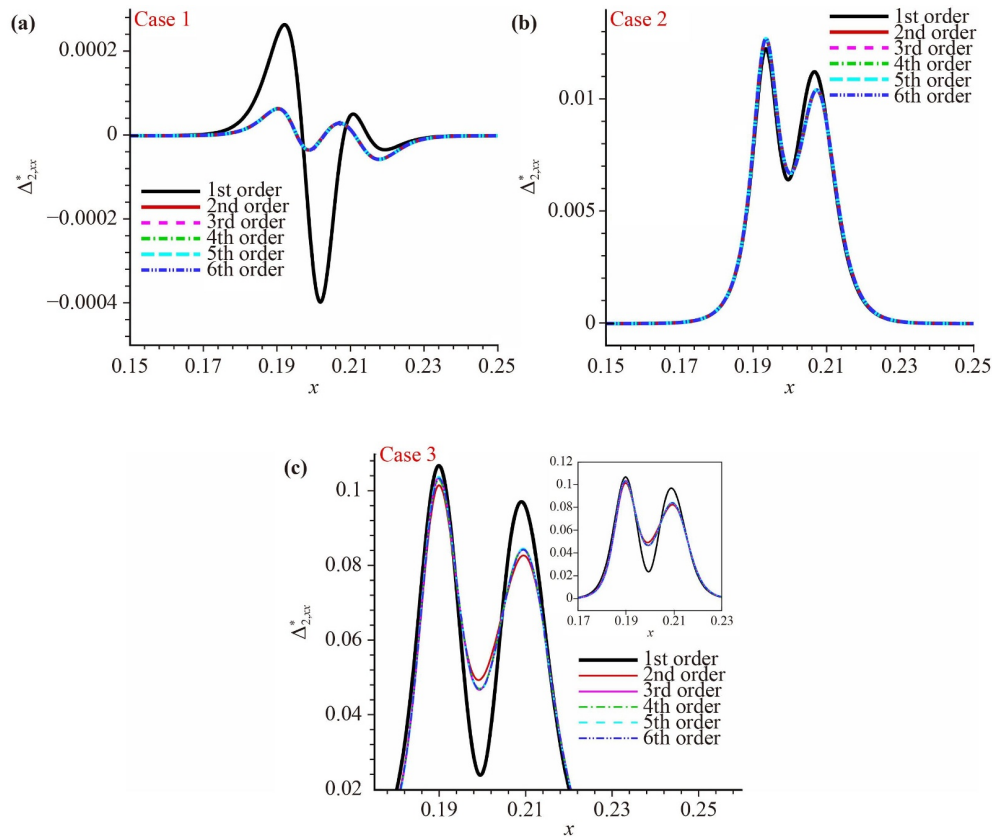 (a)
Case 1
0.0002
0
−0.0002
−0.0004
Δ*2,xx
1st order
2nd order
3rd order
4th order
5th order
6th order
0.15 0.17 0.19 0.21 0.23 0.25
x
(b)
Case 2
1st order
2nd order
3rd order
4th order
5th order
6th order
0.01
0.005
0
Δ*2,xx
0.15 0.17 0.19 0.21 0.23 0.25
x
(c)
Case 3
0.1
0.08
0.06
0.04
0.02
Δ*2,xx
0.12
0.1
0.08
0.06
0.04
0.02
0
0.17 0.19 0.21 0.23
x
1st order
2nd order
3rd order
4th order
5th order
6th order
0.19 0.21 0.23 0.25
x